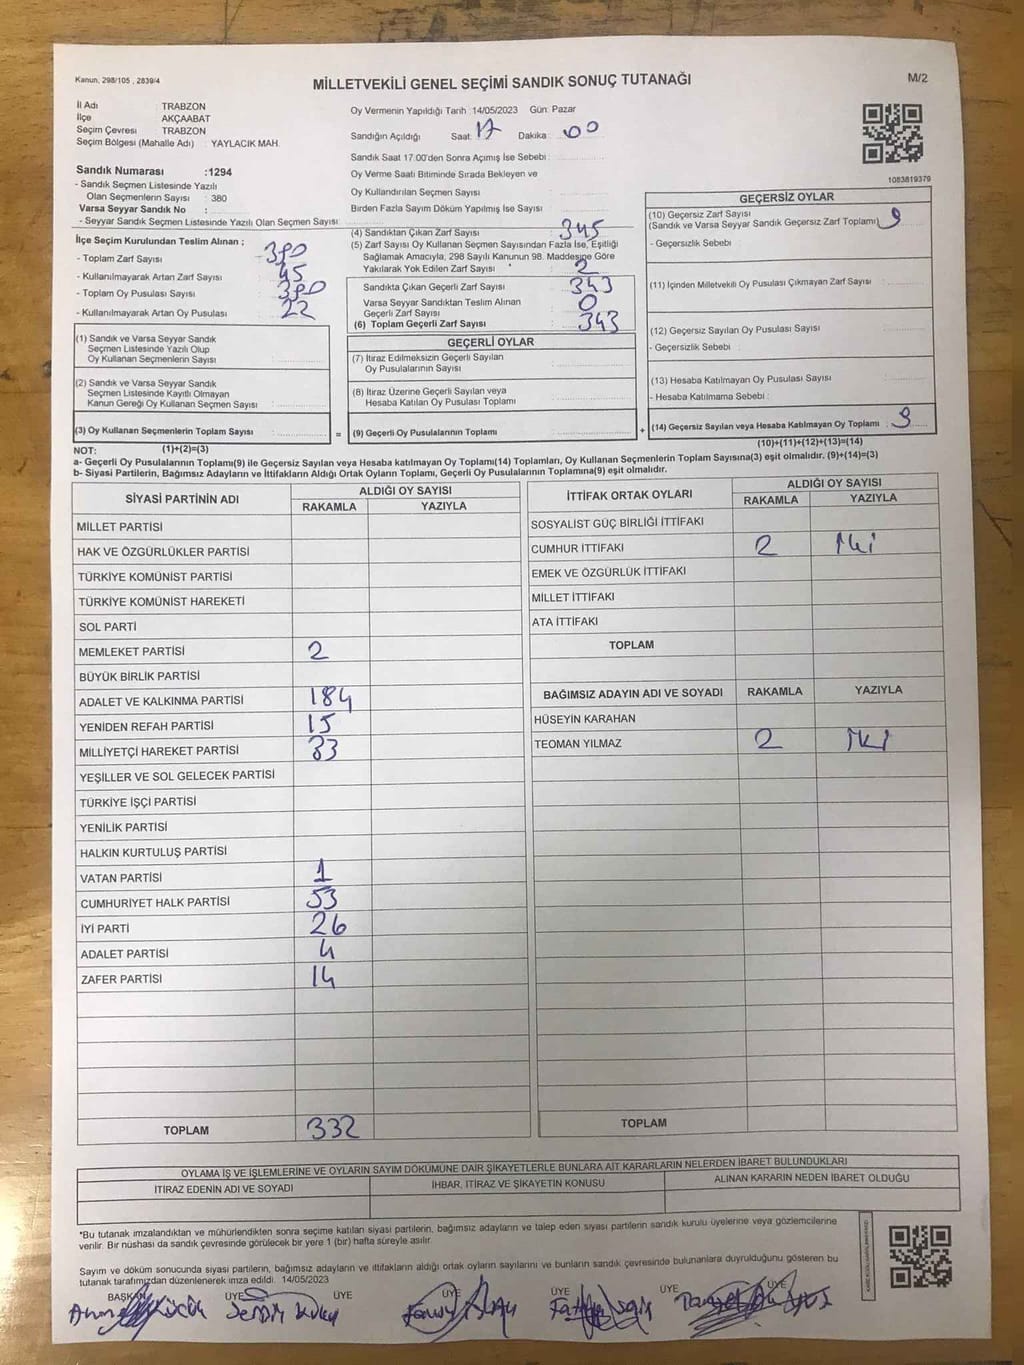 Kanun, 298/105 , 2839/4
MİLLETVEKİLİ GENEL SEÇİMİ SANDIK SONUÇ TUTANAĞI
M/2
İl Adı : TRABZON
İlçe : AKÇAABAT
Seçim Çevresi : TRABZON
Seçim Bölgesi (Mahalle Adı) : YAYLACIK MAH.
Sandık Numarası :1294
- Sandık Seçmen Listesinde Yazılı
Olan Seçmenlerin Sayısı : 380
Varsa Seyyar Sandık No :
- Seyyar Sandık Seçmen Listesinde Yazılı Olan Seçmen Sayısı :
İlçe Seçim Kurulundan Teslim Alınan ;
- Toplam Zarf Sayısı : 390
- Kullanılmayarak Artan Zarf Sayısı : 45
- Toplam Oy Pusulası Sayısı : 390
- Kullanılmayarak Artan Oy Pusulası : 22
(1) Sandık ve Varsa Seyyar Sandık
Seçmen Listesinde Yazılı Olup
Oy Kullanan Seçmenlerin Sayısı :
(2) Sandık ve Varsa Seyyar Sandık
Seçmen Listesinde Kayıtlı Olmayan
Kanun Gereği Oy Kullanan Seçmen Sayısı :
(3) Oy Kullanan Seçmenlerin Toplam Sayısı :
Oy Vermenin Yapıldığı Tarih : 14/05/2023 Gün: Pazar
Sandığın Açıldığı Saat: 17 Dakika : 00
Sandık Saat 17.00'den Sonra Açımış İse Sebebi :
Oy Verme Saati Bitiminde Sırada Bekleyen ve
Oy Kullandırılan Seçmen Sayısı :
Birden Fazla Sayım Döküm Yapılmış İse Sayısı :
(4) Sandıktan Çıkan Zarf Sayısı : 345
(5) Zarf Sayısı Oy Kullanan Seçmen Sayısından Fazla İse, Eşitliği
Sağlamak Amacıyla, 298 Sayılı Kanunun 98. Maddesine Göre
Yakılarak Yok Edilen Zarf Sayısı : 2
Sandıkta Çıkan Geçerli Zarf Sayısı : 343
Varsa Seyyar Sandıktan Teslim Alınan
Geçerli Zarf Sayısı : 0
(6) Toplam Geçerli Zarf Sayısı : 343
GEÇERLİ OYLAR
(7) İtiraz Edilmeksizin Geçerli Sayılan
Oy Pusulalarının Sayısı :
(8) İtiraz Üzerine Geçerli Sayılan veya
Hesaba Katılan Oy Pusulası Toplamı :
= (9) Geçerli Oy Pusulalarının Toplamı :
1083819379
GEÇERSİZ OYLAR
(10) Geçersiz Zarf Sayısı
(Sandık ve Varsa Seyyar Sandık Geçersiz Zarf Toplamı) : 9
- Geçersizlik Sebebi :
(11) İçinden Milletvekili Oy Pusulası Çıkmayan Zarf Sayısı :
(12) Geçersiz Sayılan Oy Pusulası Sayısı :
- Geçersizlik Sebebi :
(13) Hesaba Katılmayan Oy Pusulası Sayısı :
- Hesaba Katılmama Sebebi :
+ (14) Geçersiz Sayılan veya Hesaba Katılmayan Oy Toplamı : 9
NOT: (1)+(2)=(3) (10)+(11)+(12)+(13)=(14)
a- Geçerli Oy Pusulalarının Toplamı(9) ile Geçersiz Sayılan veya Hesaba katılmayan Oy Toplamı(14) Toplamları, Oy Kullanan Seçmenlerin Toplam Sayısına(3) eşit olmalıdır. (9)+(14)=(3)
b- Siyasi Partilerin, Bağımsız Adayların ve İttifakların Aldığı Ortak Oyların Toplamı, Geçerli Oy Pusulalarının Toplamına(9) eşit olmalıdır.
SİYASİ PARTİNİN ADI ALDIĞI OY SAYISI
RAKAMLA YAZIYLA
MİLLET PARTİSİ
HAK VE ÖZGÜRLÜKLER PARTİSİ
TÜRKİYE KOMÜNİST PARTİSİ
TÜRKİYE KOMÜNİST HAREKETİ
SOL PARTİ
MEMLEKET PARTİSİ 2
BÜYÜK BİRLİK PARTİSİ
ADALET VE KALKINMA PARTİSİ 184
YENİDEN REFAH PARTİSİ 15
MİLLİYETÇİ HAREKET PARTİSİ 33
YEŞİLLER VE SOL GELECEK PARTİSİ
TÜRKİYE İŞÇİ PARTİSİ
YENİLİK PARTİSİ
HALKIN KURTULUŞ PARTİSİ
VATAN PARTİSİ 1
CUMHURİYET HALK PARTİSİ 53
İYİ PARTİ 26
ADALET PARTİSİ 4
ZAFER PARTİSİ 14
TOPLAM 332
İTTİFAK ORTAK OYLARI ALDIĞI OY SAYISI
RAKAMLA YAZIYLA
SOSYALİST GÜÇ BİRLİĞİ İTTİFAKI
CUMHUR İTTİFAKI 2 İki
EMEK VE ÖZGÜRLÜK İTTİFAKI
MİLLET İTTİFAKI
ATA İTTİFAKI
TOPLAM
BAĞIMSIZ ADAYIN ADI VE SOYADI RAKAMLA YAZIYLA
HÜSEYİN KARAHAN
TEOMAN YILMAZ 2 İki
TOPLAM
OYLAMA İŞ VE İŞLEMLERİNE VE OYLARIN SAYIM DÖKÜMÜNE DAİR ŞİKAYETLERLE BUNLARA AİT KARARLARIN NELERDEN İBARET BULUNDUKLARI
İTİRAZ EDENİN ADI VE SOYADI İHBAR, İTİRAZ VE ŞİKAYETİN KONUSU ALINAN KARARIN NEDEN İBARET OLDUĞU
*Bu tutanak imzalandıktan ve mühürlendikten sonra seçime katılan siyasi partilerin, bağımsız adayların ve talep eden siyasi partilerin sandık kurulu üyelerine veya gözlemcilerine
verilir. Bir nüshası da sandık çevresinde görülecek bir yere 1 (bir) hafta süreyle asılır.
Sayım ve döküm sonucunda siyasi partilerin, bağımsız adayların ve ittifakların aldığı ortak oyların sayılarını ve bunların sandık çevresinde bulunanlara duyrulduğunu gösteren bu
tutanak tarafımızdan düzenlenerek imza edildi. 14/05/2023
BAŞKAN ÜYE ÜYE ÜYE ÜYE ÜYE ÜYE